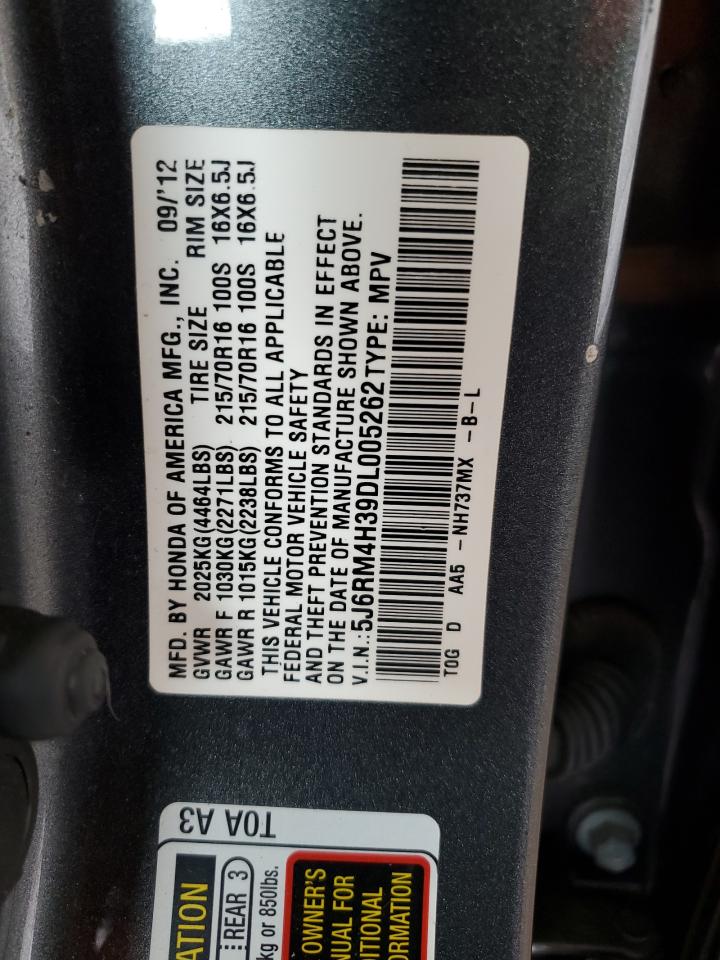 MFD. BY HONDA OF AMERICA MFG., INC. 09/'12
GVWR 2025KG(4464LBS) TIRE SIZE RIM SIZE
GAWR F 1030KG(2271LBS) 215/70R16 100S 16X6.5J
GAWR R 1015KG(2238LBS) 215/70R16 100S 16X6.5J
THIS VEHICLE CONFORMS TO ALL APPLICABLE
FEDERAL MOTOR VEHICLE SAFETY
AND THEFT PREVENTION STANDARDS IN EFFECT
ON THE DATE OF MANUFACTURE SHOWN ABOVE.
V.I.N.:5J6RM4H39DL005262 TYPE: MPV
TOG D AA5 -NH737MX -B-L
T0A A3
ATION
REAR 3
kg or 850lbs.
OWNER'S
NUAL FOR
ITIONAL
ORMATION